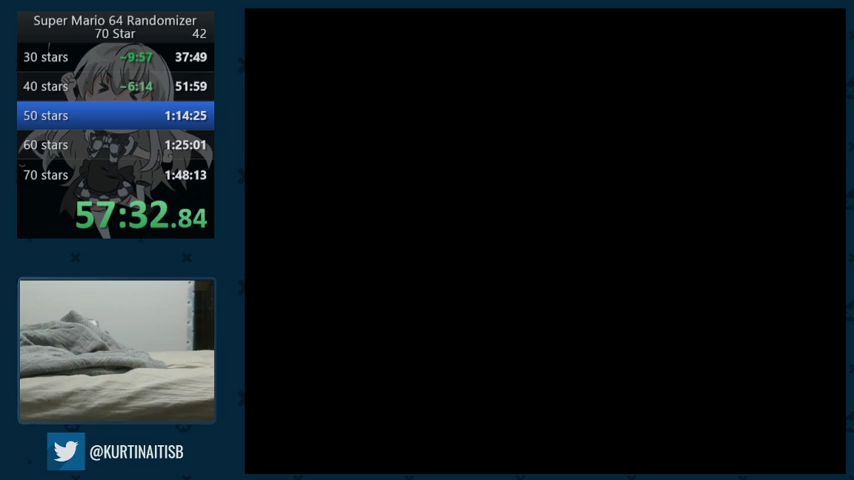 Super Mario 64 Randomizer
70 Star 42
30 stars -9:57 37:49
40 stars -6:14 51:59
50 stars 1:14:25
60 stars 1:25:01
70 stars 1:48:13
57:32.84
@KURTINAITISB